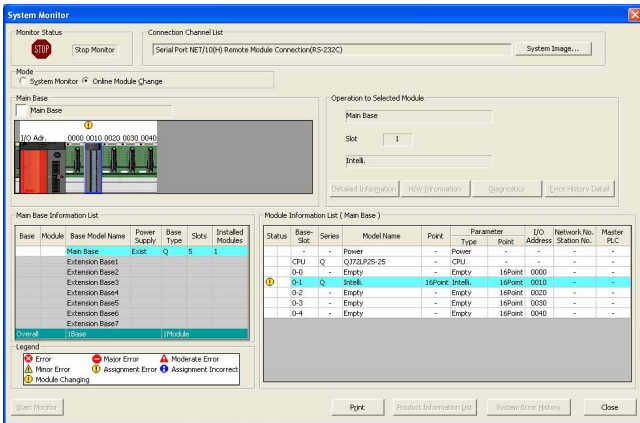 System Monitor
Monitor Status
STOP
Stop Monitor
Connection Channel List
Serial Port NET/10(H) Remote Module Connection(RS-232C)
System Image...
Mode
System Monitor Online Module Change
Main Base
Main Base
I/O Adr. 0000 0010 0020 0030 0040
Operation to Selected Module
Main Base
Slot 1
Intelli.
Detailed Information H/W Information Diagnostics Error History Detail
Main Base Information List
Base Module Base Model Name Power Supply Base Type Slots Installed Modules
Main Base Exist Q 5 1
Extension Base1
Extension Base2
Extension Base3
Extension Base4
Extension Base5
Extension Base6
Extension Base7
Overall 1Base 1Module
Module Information List ( Main Base )
Status Base-Slot Series Model Name Point Parameter Type Point I/O Address Network No. Station No. Master PLC
- - Power - Power - - - -
CPU Q QJ72LP25-25 - CPU - - - -
0-0 - Empty - Empty 16Point 0000 - -
0-1 Q Intelli. 16Point Intelli. 16Point 0010 - -
0-2 - Empty - Empty 16Point 0020 - -
0-3 - Empty - Empty 16Point 0030 - -
0-4 - Empty - Empty 16Point 0040 - -
Legend
Error Major Error Moderate Error
Minor Error Assignment Error Assignment Incorrect
Module Changing
Start Monitor
Print
Product Information List
System Error History
Close